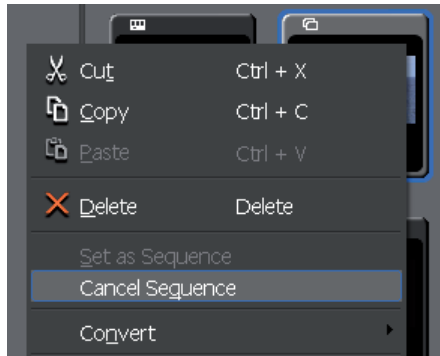 Cut Ctrl + X
Copy Ctrl + C
Paste Ctrl + V
Delete Delete
Set as Sequence
Cancel Sequence
Convert